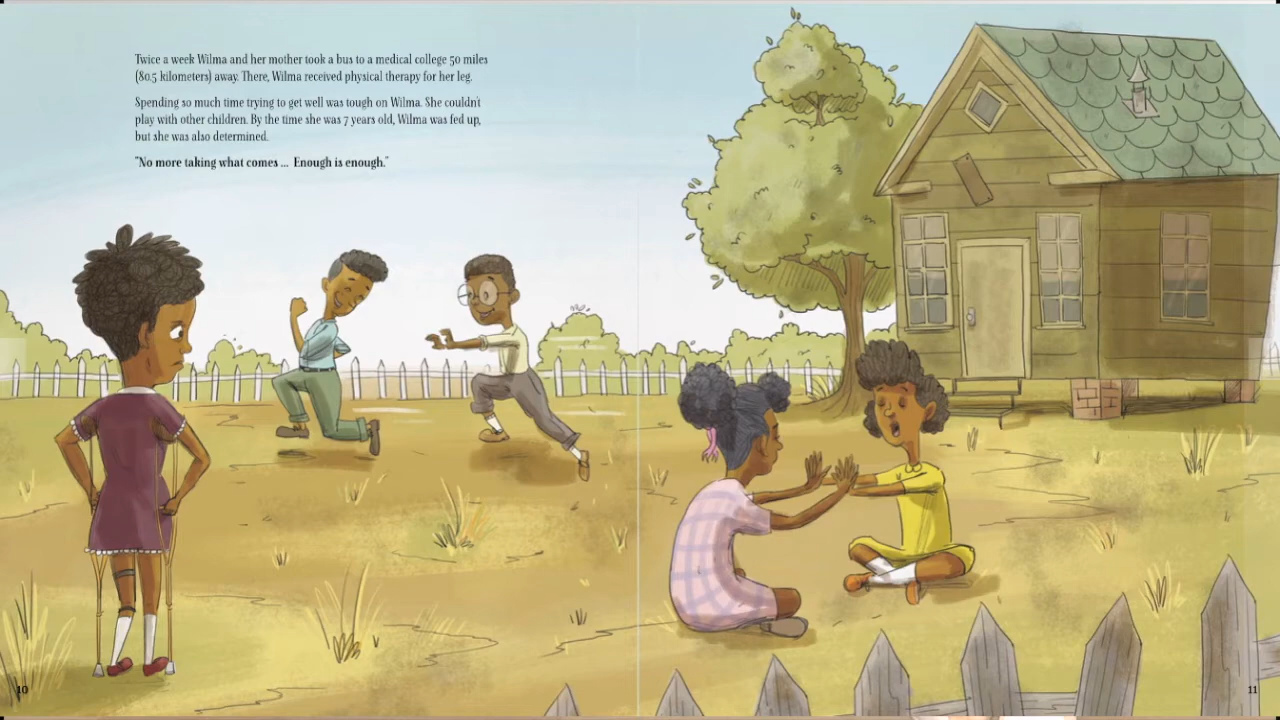 Twice a week Wilma and her mother took a bus to a medical college 50 miles
(80.5 kilometers) away. There, Wilma received physical therapy for her leg.
Spending so much time trying to get well was tough on Wilma. She couldn't
play with other children. By the time she was 7 years old, Wilma was fed up,
but she was also determined.
"No more taking what comes ... Enough is enough."
10
11